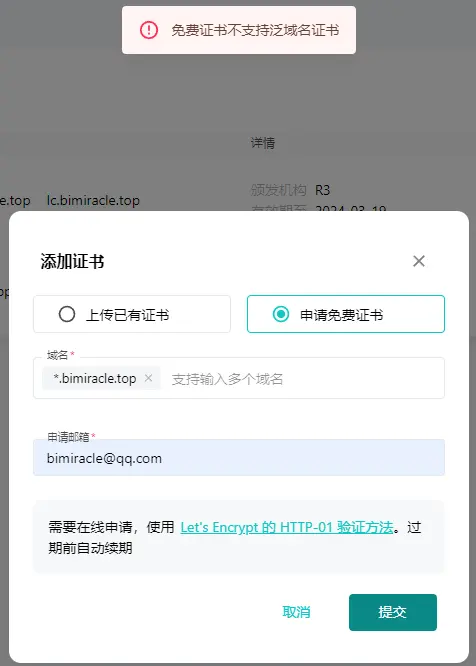 免费证书不支持泛域名证书
详情
e.top lc.bimiracle.top
颁发机构 R3
有效期至 2024-03-19
添加证书
上传已有证书
申请免费证书
域名*
*.bimiracle.top × 支持输入多个域名
申请邮箱*
bimiracle@qq.com
需要在线申请，使用 Let's Encrypt 的 HTTP-01 验证方法。过
期前自动续期
取消
提交